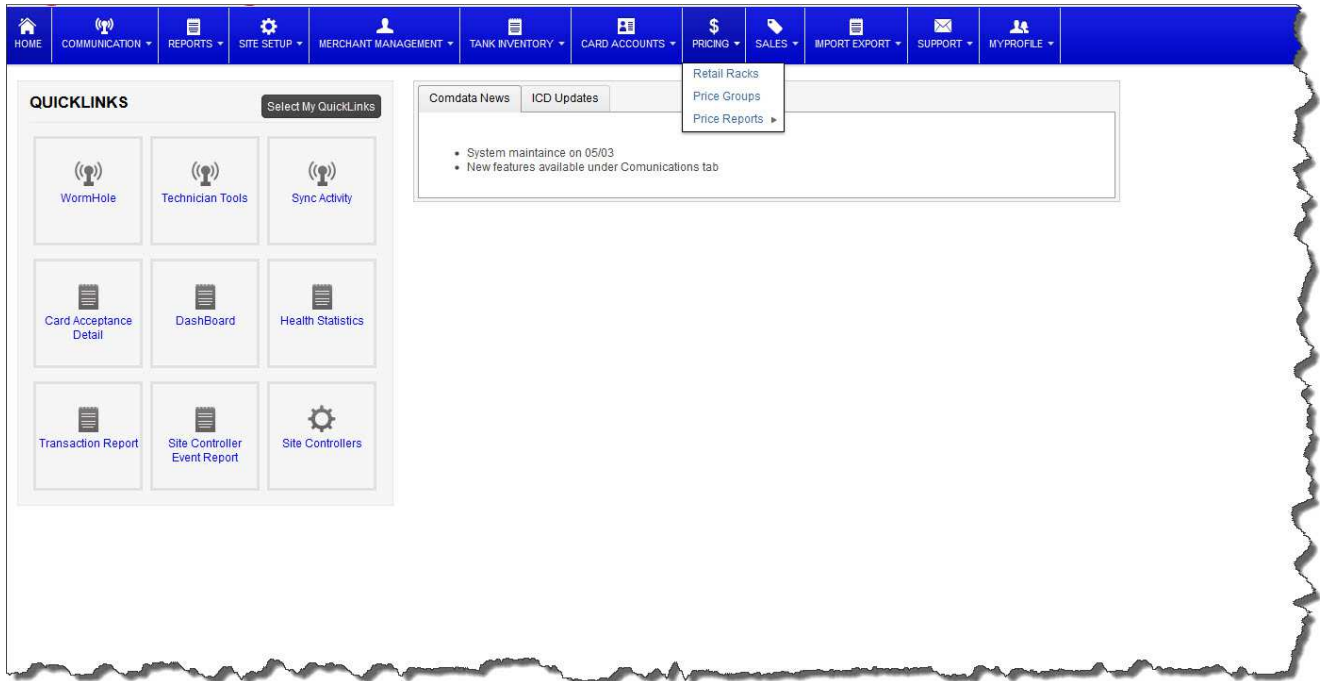 HOME COMMUNICATION REPORTS SITE SETUP MERCHANT MANAGEMENT TANK INVENTORY CARD ACCOUNTS PRICING SALES IMPORT EXPORT SUPPORT MYPROFILE
Retail Racks
Price Groups
Price Reports
QUICKLINKS
Select My QuickLinks
WormHole
Technician Tools
Sync Activity
Card Acceptance
Detail
DashBoard
Health Statistics
Transaction Report
Site Controller
Event Report
Site Controllers
Comdata News
ICD Updates
• System maintaince on 05/03
• New features available under Comunications tab